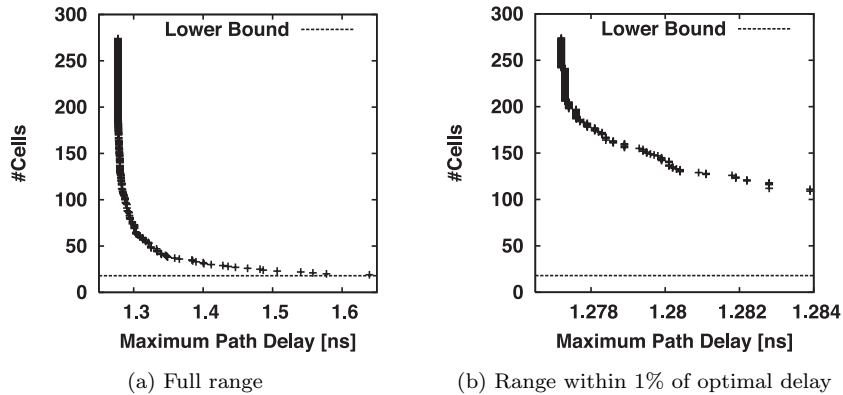 300
250
200
150
100
50
0
#Cells
Lower Bound
1.3
1.4
1.5
1.6
Maximum Path Delay [ns]
(a) Full range
300
250
200
150
100
50
0
#Cells
Lower Bound
1.278
1.28
1.282
1.284
Maximum Path Delay [ns]
(b) Range within 1% of optimal delay